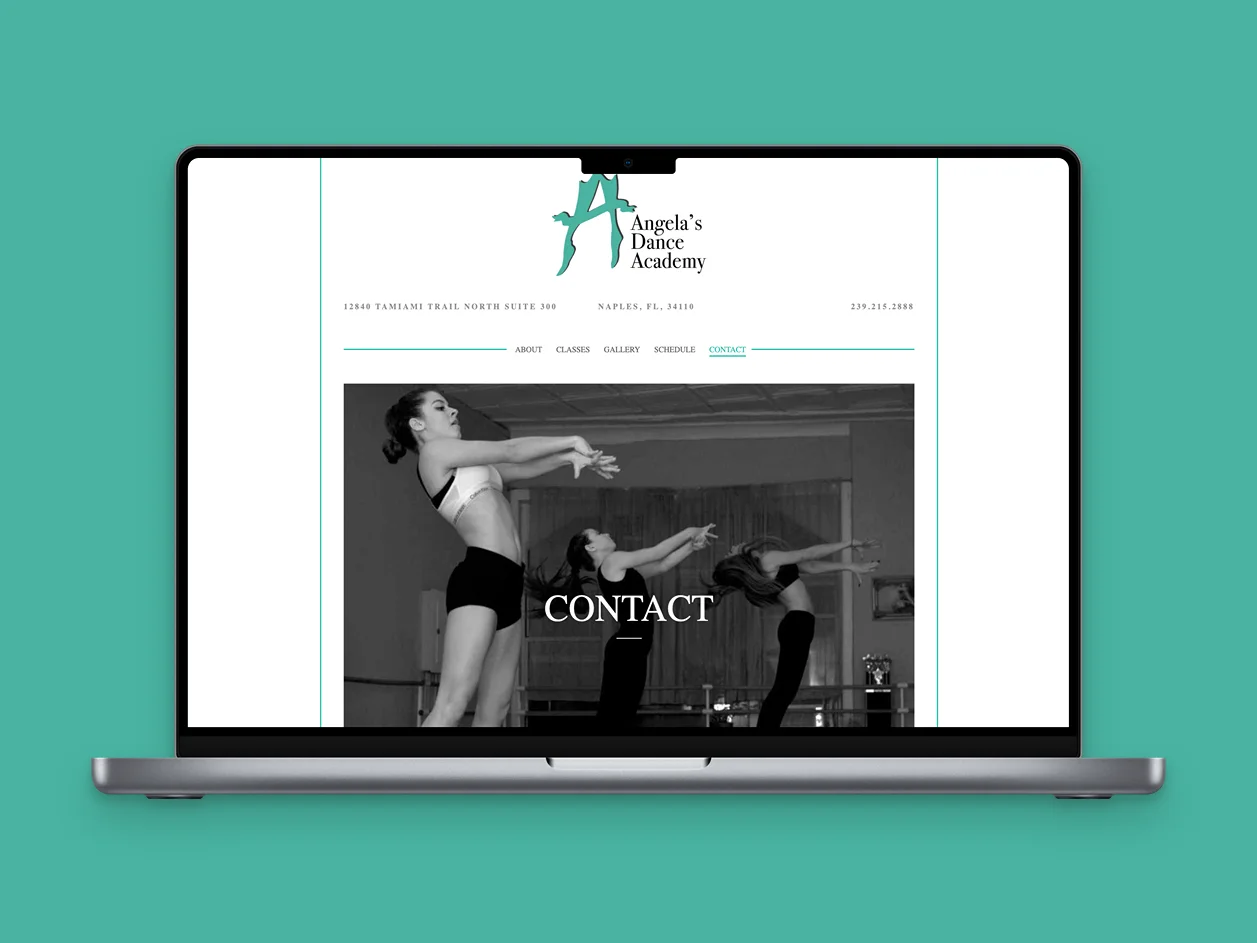 Angela’s
Dance
Academy
12840 TAMIAMI TRAIL NORTH SUITE 300 NAPLES, FL, 34110 239.215.2888
ABOUT CLASSES GALLERY SCHEDULE CONTACT
CONTACT